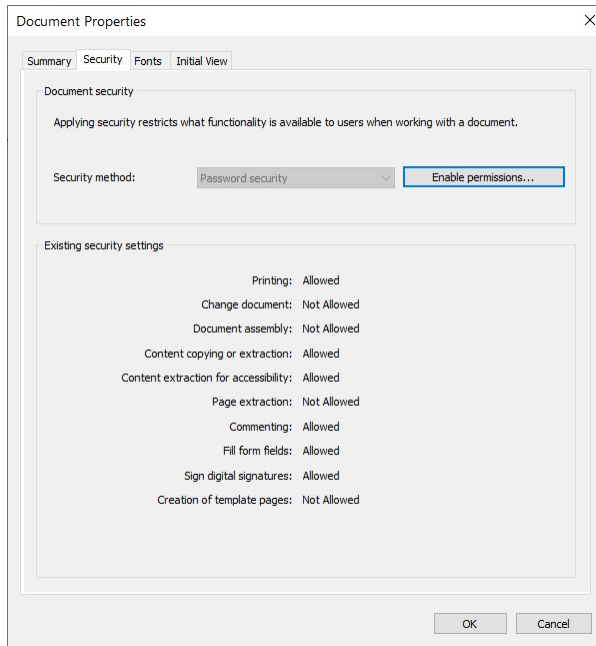 Document Properties
Summary Security Fonts Initial View
Document security
Applying security restricts what functionality is available to users when working with a document.
Security method: Password security Enable permissions...
Existing security settings
Printing: Allowed
Change document: Not Allowed
Document assembly: Not Allowed
Content copying or extraction: Allowed
Content extraction for accessibility: Allowed
Page extraction: Not Allowed
Commenting: Allowed
Fill form fields: Allowed
Sign digital signatures: Allowed
Creation of template pages: Not Allowed
OK Cancel